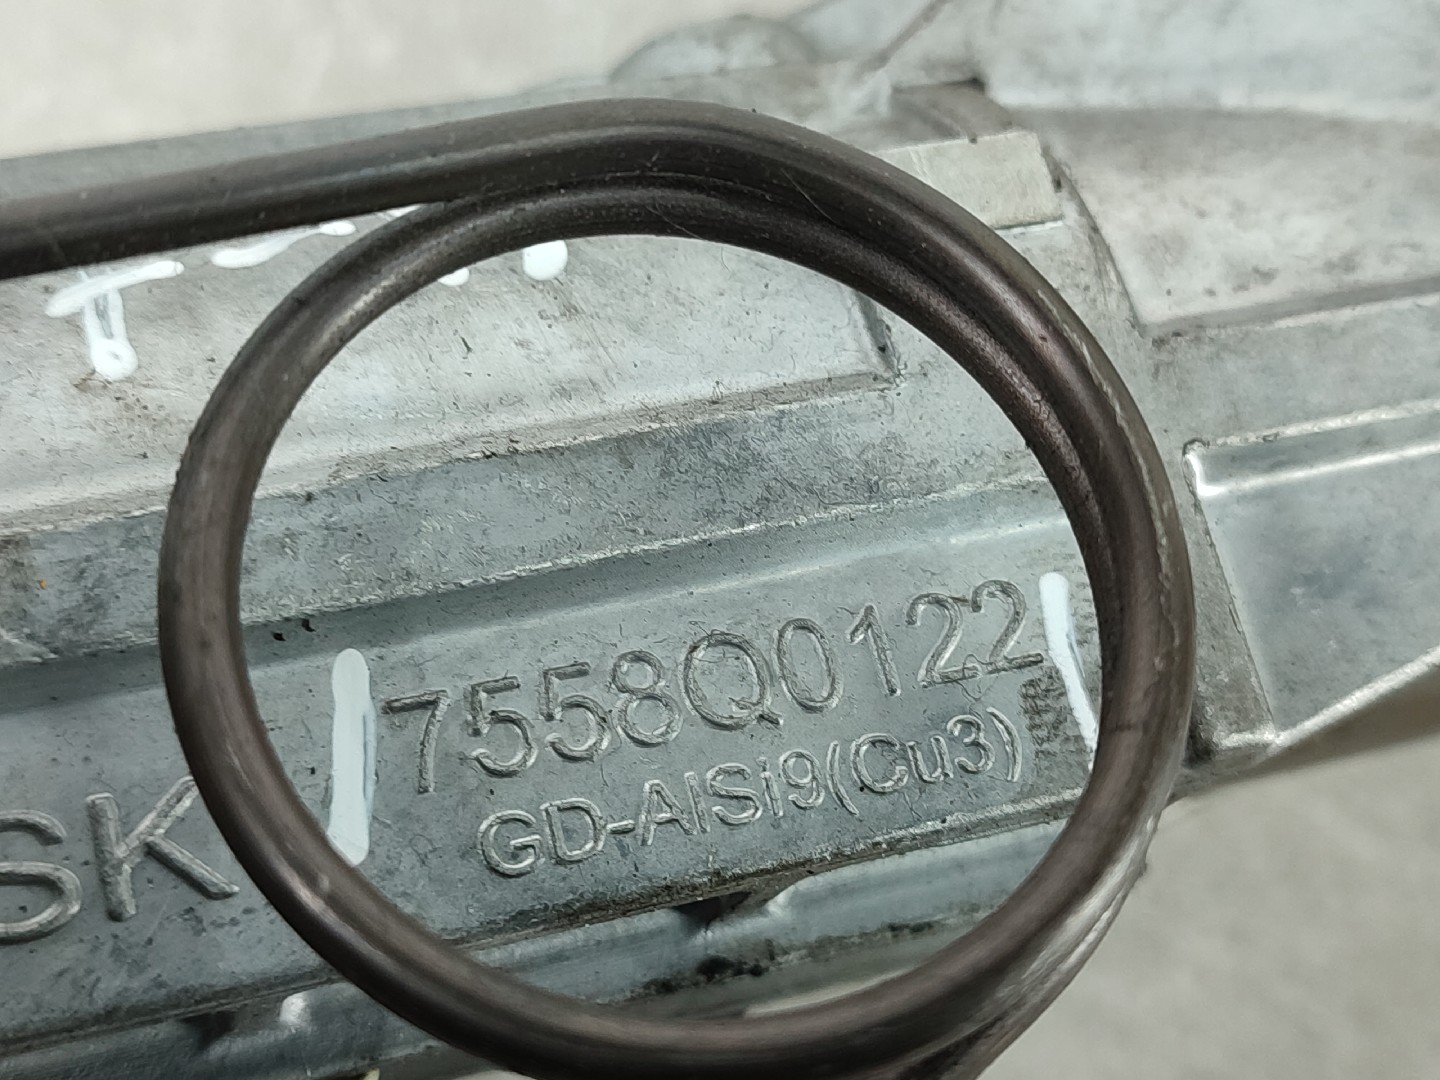 7558Q0122
SK
GD-AlSi9(Cu3)